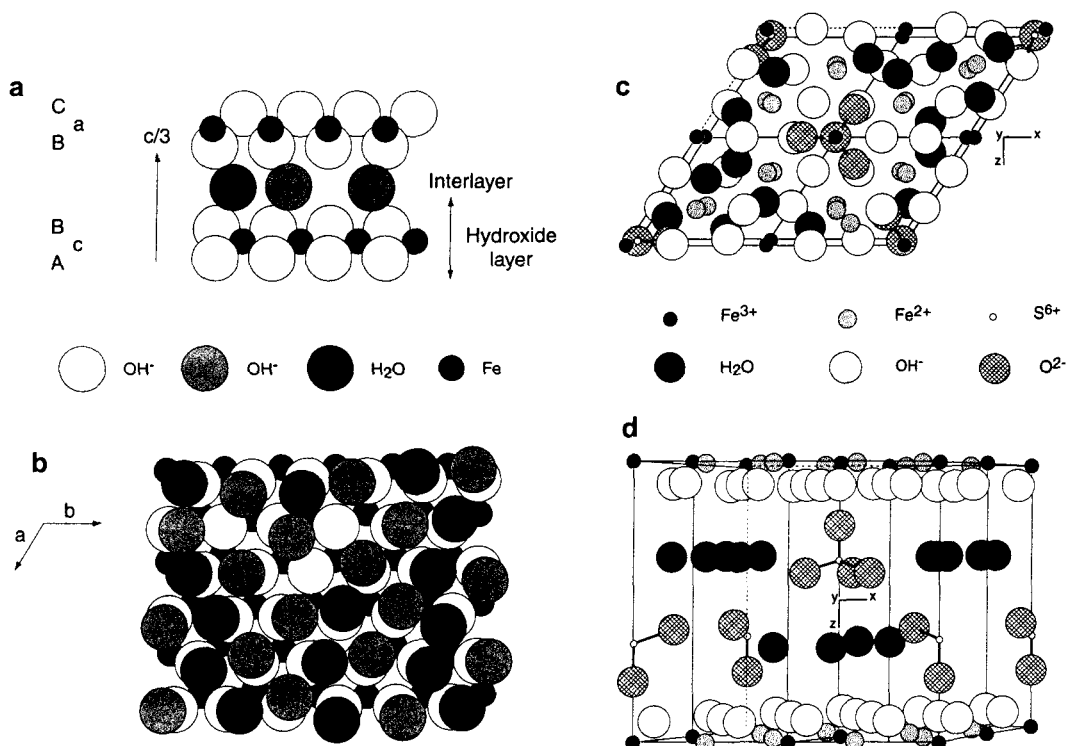 a
C
a
B
c/3
B
c
A
Interlayer
Hydroxide
layer
OH⁻
OH⁻
H₂O
Fe
b
b
a
c
y
x
z
Fe³⁺
Fe²⁺
S⁶⁺
H₂O
OH⁻
O²⁻
d
y
x
z